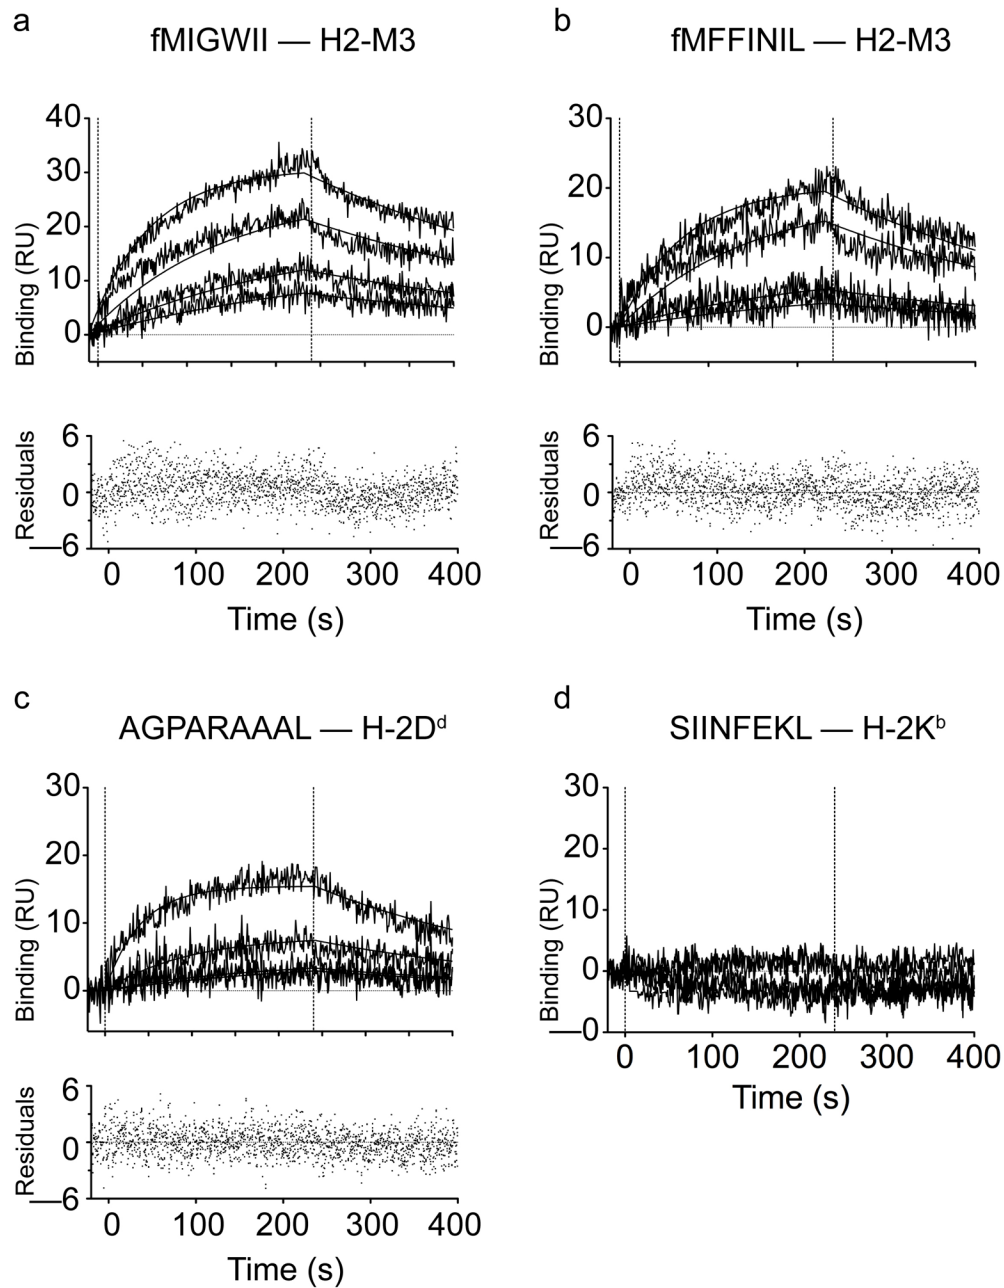 a
fMIGWII — H2-M3
40
30
20
10
0
Binding (RU)
6
0
—6
Residuals
0 100 200 300 400
Time (s)
b
fMFFINIL — H2-M3
30
20
10
0
Binding (RU)
6
0
—6
Residuals
0 100 200 300 400
Time (s)
c
AGPARAAAL — H-2Dᵈ
30
20
10
0
Binding (RU)
6
0
—6
Residuals
0 100 200 300 400
Time (s)
d
SIINFEKL — H-2Kᵇ
30
20
10
0
—0
Binding (RU)
0 100 200 300 400
Time (s)